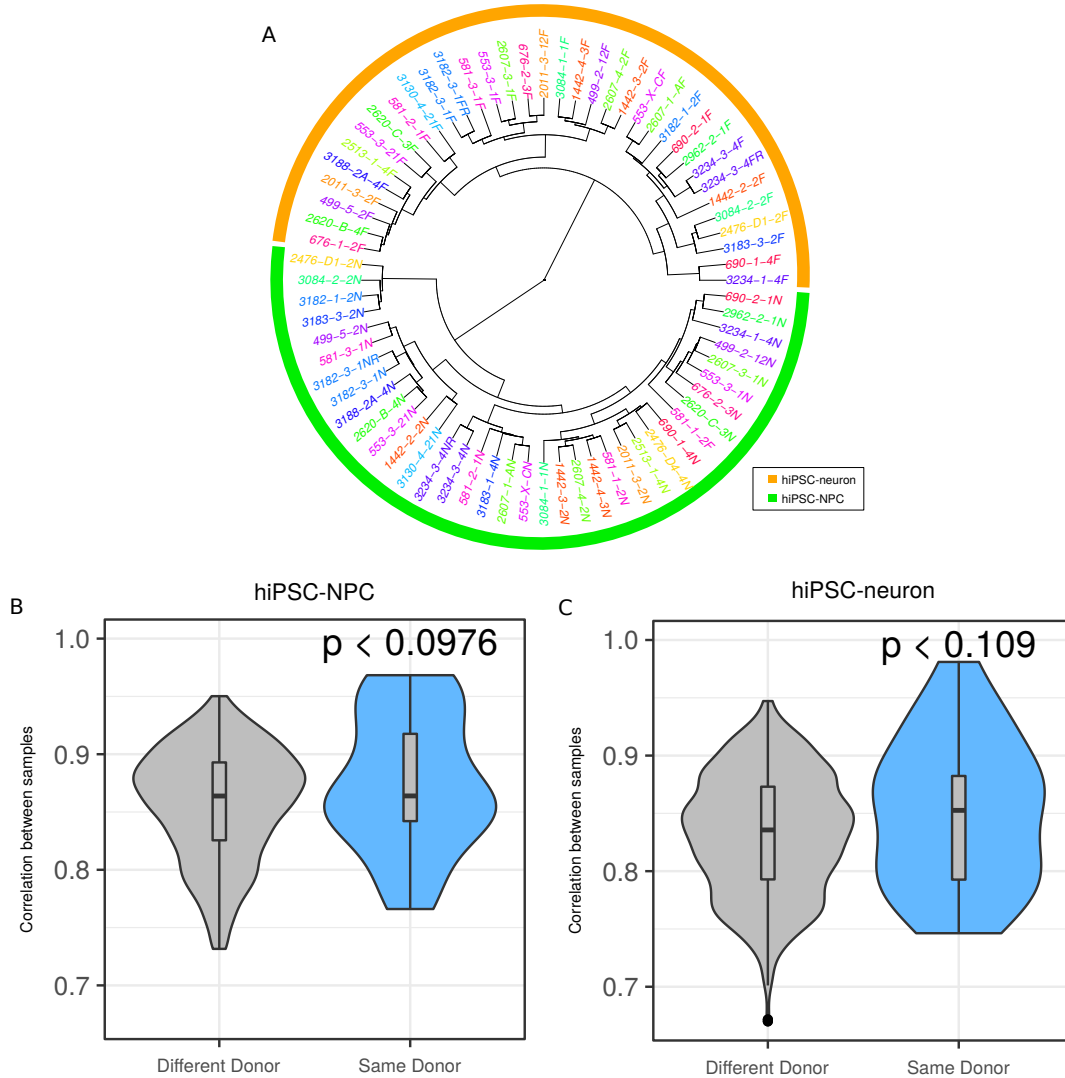 A
3182-3-1FR
3182-3-1F
581-3-1F
553-3-1F
2607-3-1F
676-2-3F
2011-3-12F
3084-1-1F
1442-4-3F
499-2-12F
2607-4-2F
1442-3-2F
553-X-CF
2607-1-AF
3182-1-2F
690-2-1F
2962-2-1F
3234-3-4F
3234-3-4FR
1442-2-2F
3084-2-2F
2476-D1-2F
3183-3-2F
690-1-4F
3234-1-4F
690-2-1N
2962-2-1N
3234-1-4N
499-2-12N
2607-3-1N
553-3-1N
676-2-3N
2620-C-3N
581-1-2F
690-1-4N
2476-D4-4N
2513-1-4N
2011-3-2N
581-1-2N
1442-4-3N
2607-4-2N
1442-3-2N
3084-1-1N
553-X-CN
2607-1-AN
3183-1-4N
581-2-1N
3234-3-4N
3234-3-4NR
3130-4-21N
1442-2-2N
553-3-21N
2620-B-4N
3188-2A-4N
3182-3-1N
3182-3-1NR
581-3-1N
499-5-2N
3183-3-2N
3182-1-2N
3084-2-2N
2476-D1-2N
676-1-2F
2620-B-4F
499-5-2F
2011-3-2F
3188-2A-4F
2513-1-4F
553-3-21F
2620-C-3F
581-2-1F
3130-4-21F
hiPSC-neuron
hiPSC-NPC
B
hiPSC-NPC
p < 0.0976
Correlation between samples
1.0
0.9
0.8
0.7
Different Donor
Same Donor
C
hiPSC-neuron
p < 0.109
Correlation between samples
1.0
0.9
0.8
0.7
Different Donor
Same Donor